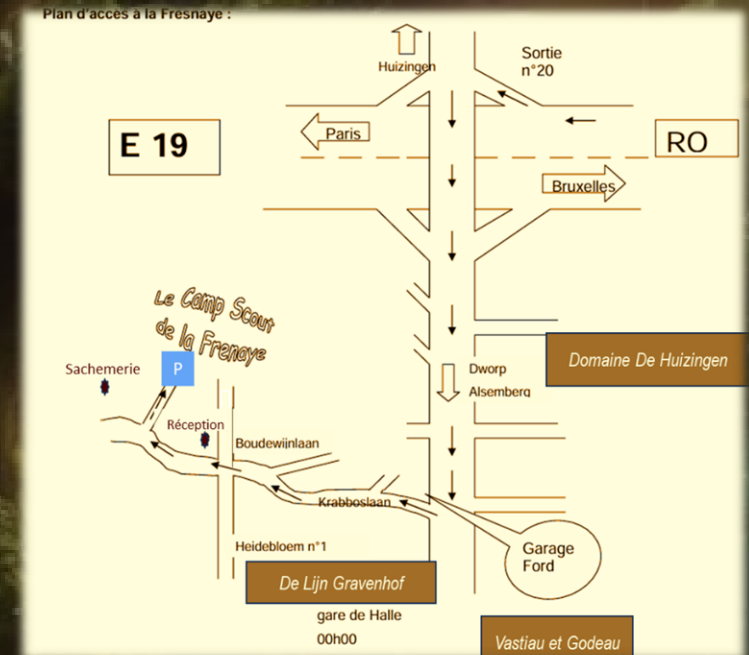 Plan d'accès à la Fresnaye :
Huizingen
Sortie
n°20
E 19
Paris
RO
Bruxelles
Le Camp Scout
de la Frenaye
Domaine De Huizingen
Sachemerie
P
Dworp
Alsemberg
Réception
Boudewijnlaan
Krabboslaan
Heidebloem n°1
Garage
Ford
De Lijn Gravenhof
gare de Halle
00h00
Vastiau et Godeau